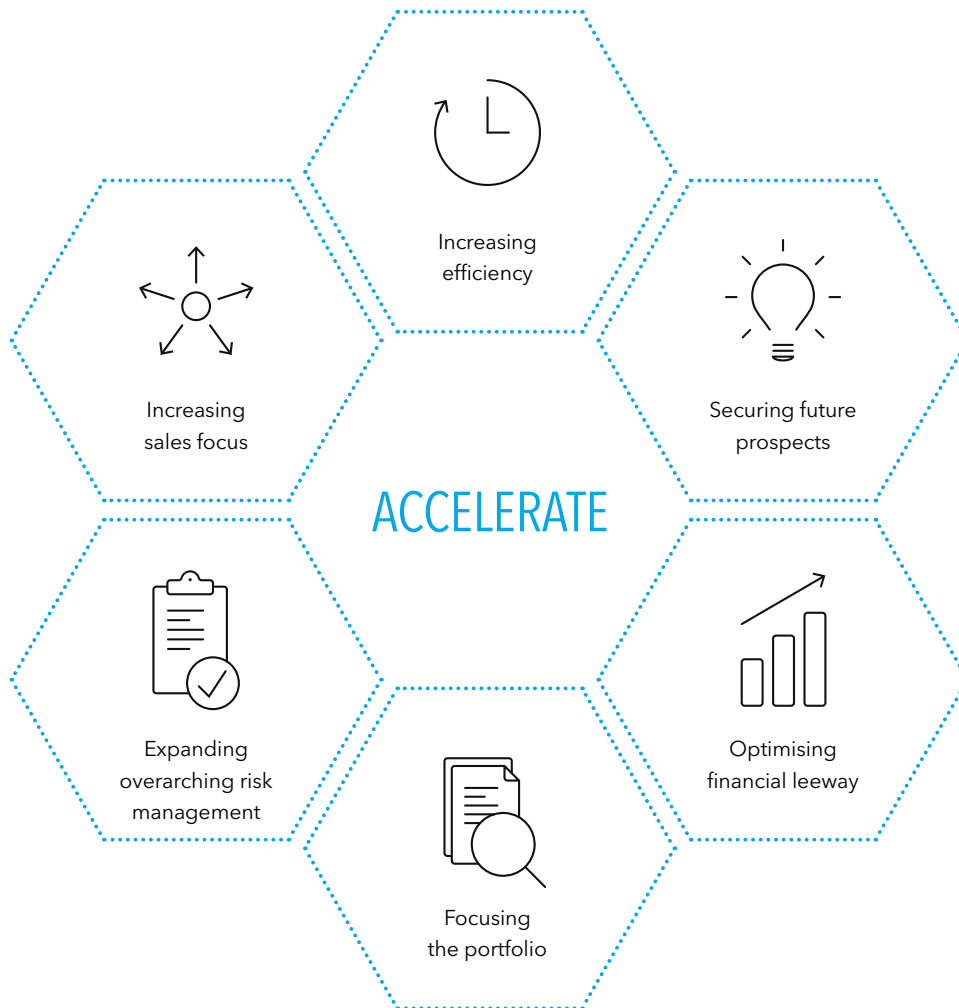 Increasing
efficiency
Increasing
sales focus
Securing future
prospects
ACCELERATE
Expanding
overarching risk
management
Optimising
financial leeway
Focusing
the portfolio